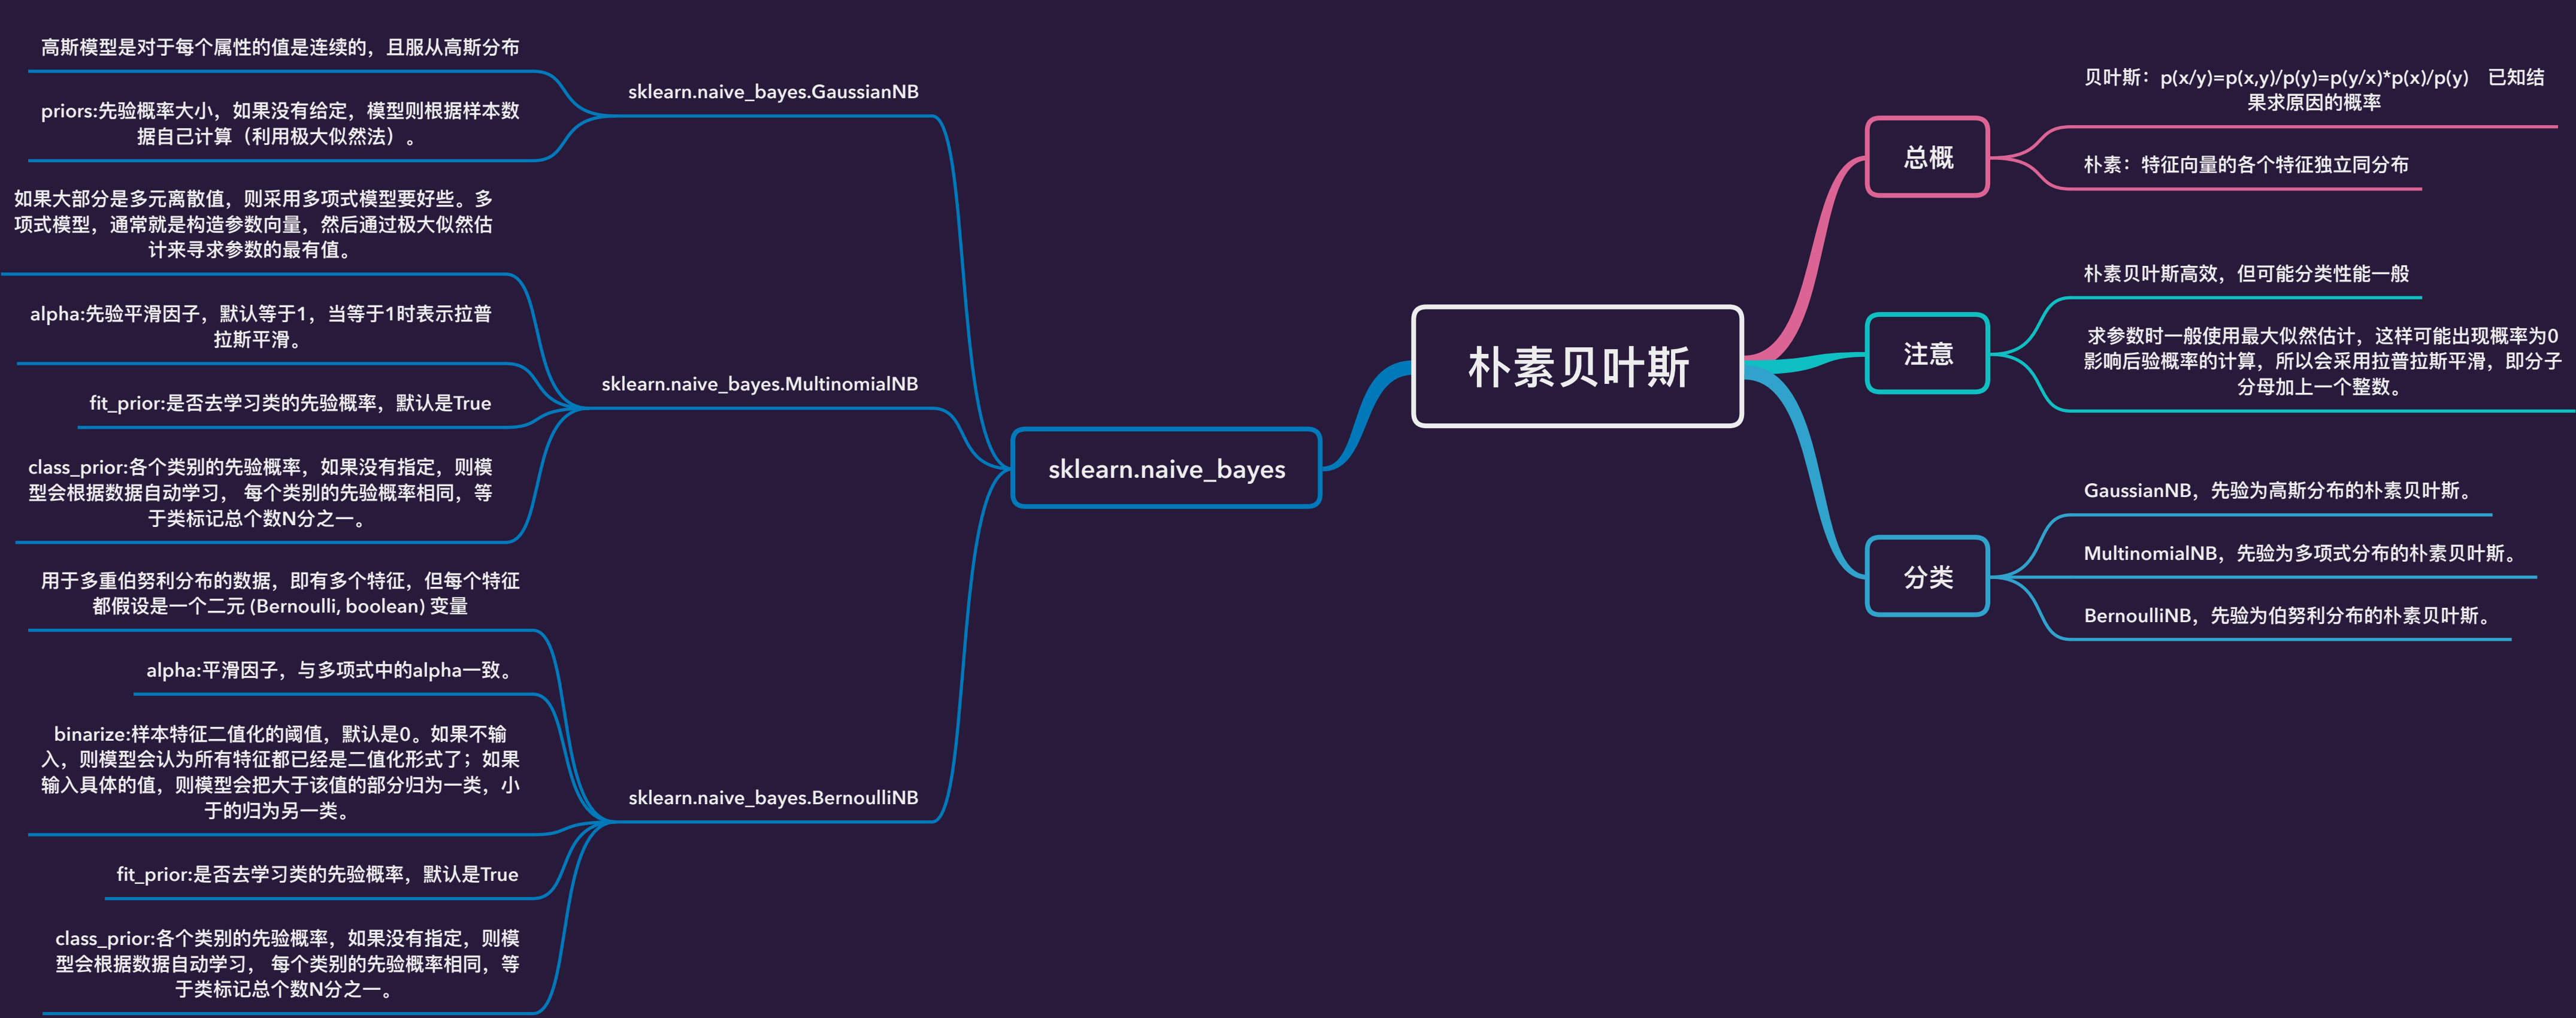 朴素贝叶斯
总概
贝叶斯：p(x/y)=p(x,y)/p(y)=p(y/x)*p(x)/p(y) 已知结
果求原因的概率
朴素：特征向量的各个特征独立同分布
注意
朴素贝叶斯高效，但可能分类性能一般
求参数时一般使用最大似然估计，这样可能出现概率为0
影响后验概率的计算，所以会采用拉普拉斯平滑，即分子
分母加上一个整数。
分类
GaussianNB，先验为高斯分布的朴素贝叶斯。
MultinomialNB，先验为多项式分布的朴素贝叶斯。
BernoulliNB，先验为伯努利分布的朴素贝叶斯。
sklearn.naive_bayes
sklearn.naive_bayes.GaussianNB
高斯模型是对于每个属性的值是连续的，且服从高斯分布
priors:先验概率大小，如果没有给定，模型则根据样本数
据自己计算（利用极大似然法）。
sklearn.naive_bayes.MultinomialNB
如果大部分是多元离散值，则采用多项式模型要好些。多
项式模型，通常就是构造参数向量，然后通过极大似然估
计来寻求参数的最有值。
alpha:先验平滑因子，默认等于1，当等于1时表示拉普
拉斯平滑。
fit_prior:是否去学习类的先验概率，默认是True
class_prior:各个类别的先验概率，如果没有指定，则模
型会根据数据自动学习， 每个类别的先验概率相同，等
于类标记总个数N分之一。
sklearn.naive_bayes.BernoulliNB
用于多重伯努利分布的数据，即有多个特征，但每个特征
都假设是一个二元 (Bernoulli, boolean) 变量
alpha:平滑因子，与多项式中的alpha一致。
binarize:样本特征二值化的阈值，默认是0。如果不输
入，则模型会认为所有特征都已经是二值化形式了；如果
输入具体的值，则模型会把大于该值的部分归为一类，小
于的归为另一类。
fit_prior:是否去学习类的先验概率，默认是True
class_prior:各个类别的先验概率，如果没有指定，则模
型会根据数据自动学习， 每个类别的先验概率相同，等
于类标记总个数N分之一。